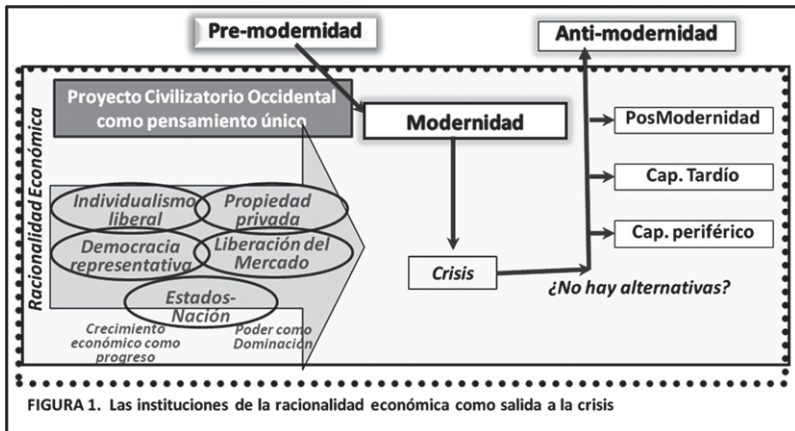 Pre-modernidad
Anti-modernidad
Racionalidad Económica
Proyecto Civilizatorio Occidental
como pensamiento único
Modernidad
PosModernidad
Cap. Tardío
Cap. periférico
Individualismo
liberal
Propiedad
privada
Democracia
representativa
Liberación del
Mercado
Estados-
Nación
Crisis
¿No hay alternativas?
Crecimiento
económico como
progreso
Poder como
Dominación
FIGURA 1. Las instituciones de la racionalidad económica como salida a la crisis